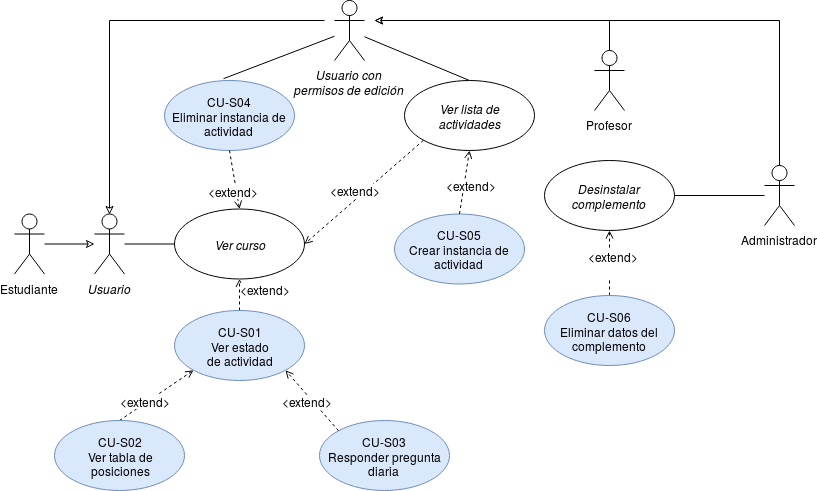 Usuario con
permisos de edición
CU-S04
Eliminar instancia de
actividad
Ver lista de
actividades
Profesor
<extend>
<extend>
<extend>
Desinstalar
complemento
Administrador
Estudiante
Usuario
Ver curso
CU-S05
Crear instancia de
actividad
<extend>
<extend>
CU-S01
Ver estado
de actividad
CU-S06
Eliminar datos del
complemento
<extend>
<extend>
CU-S02
Ver tabla de
posiciones
CU-S03
Responder pregunta
diaria